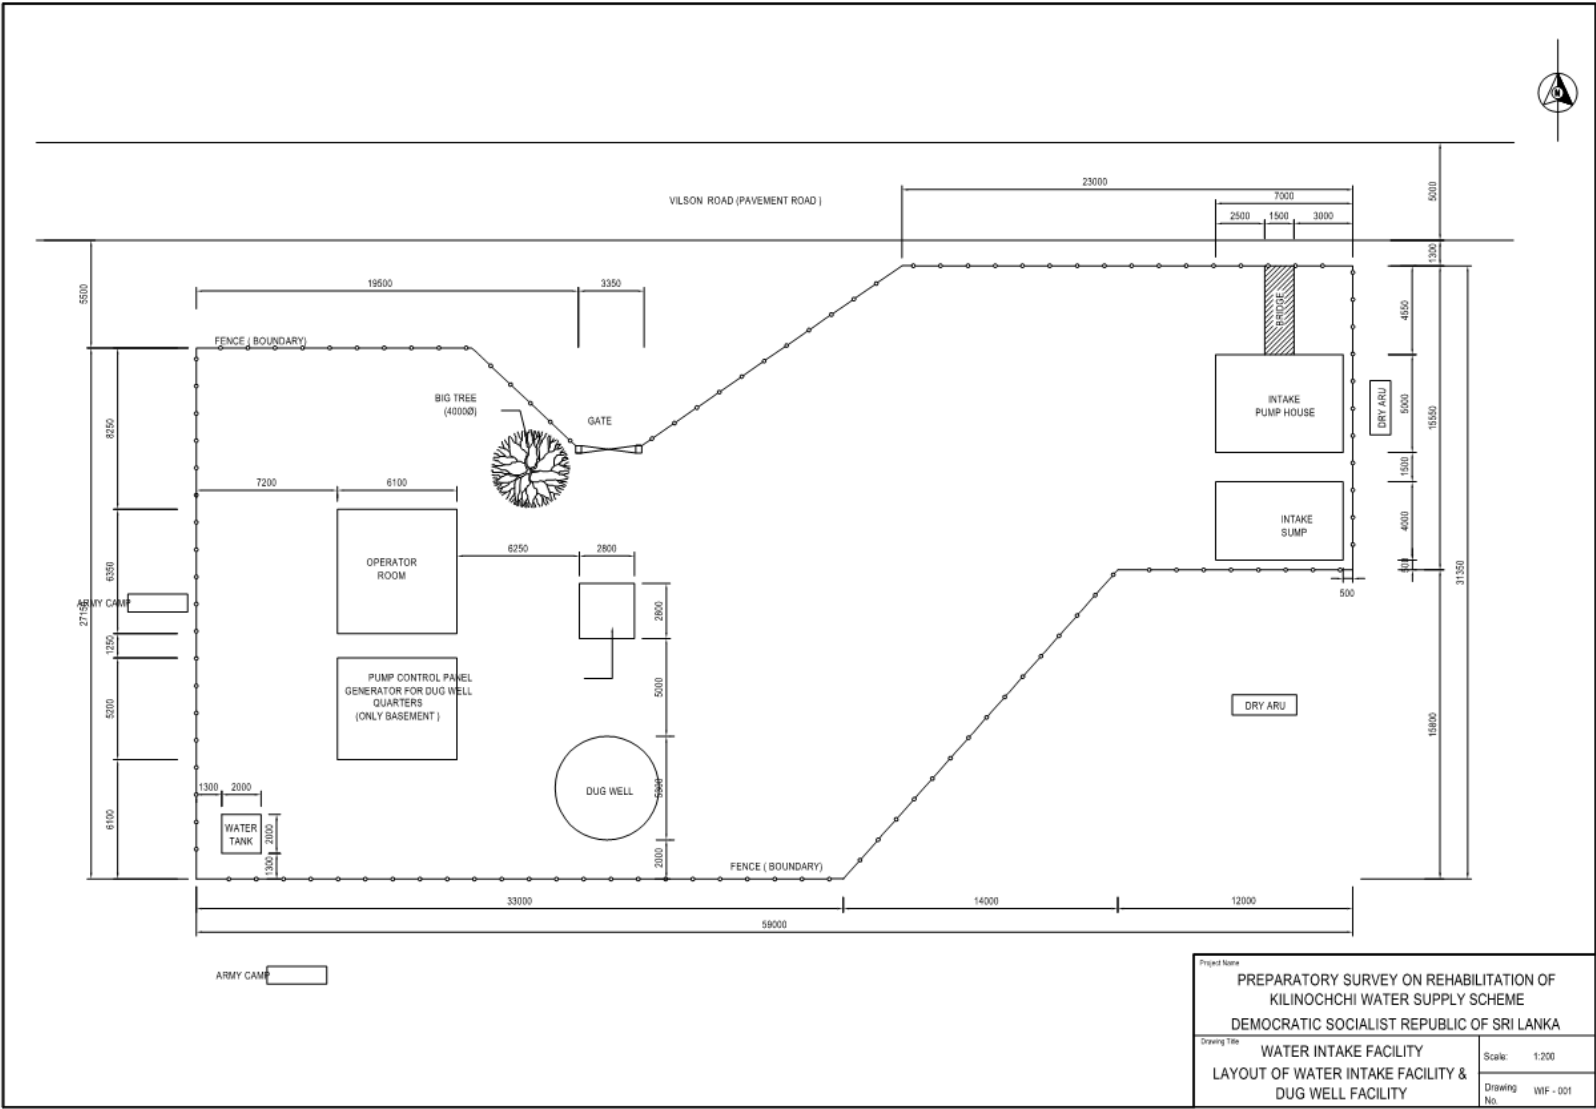 N
VILSON ROAD (PAVEMENT ROAD )
23000
7000
2500 1500 3000
5000
1300
5500
19500
3350
FENCE ( BOUNDARY)
BRIDGE
4550
BIG TREE
(4000Ø)
GATE
INTAKE
PUMP HOUSE
DRY ARU
5000
15550
8250
1500
7200
6100
INTAKE
SUMP
4000
OPERATOR
ROOM
6250
2800
6350
500
500
31350
ARMY CAMP
27150
2800
1250
PUMP CONTROL PANEL
GENERATOR FOR DUG WELL
QUARTERS
(ONLY BASEMENT )
5000
5200
DRY ARU
15800
1300 2000
DUG WELL
5300
6100
WATER
TANK
2000
1300
2000
FENCE ( BOUNDARY)
33000
14000
12000
59000
ARMY CAMP
Project Name
PREPARATORY SURVEY ON REHABILITATION OF
KILINOCHCHI WATER SUPPLY SCHEME
DEMOCRATIC SOCIALIST REPUBLIC OF SRI LANKA
Drawing Title
WATER INTAKE FACILITY
LAYOUT OF WATER INTAKE FACILITY &
DUG WELL FACILITY
Scale: 1:200
Drawing
No. WIF - 001